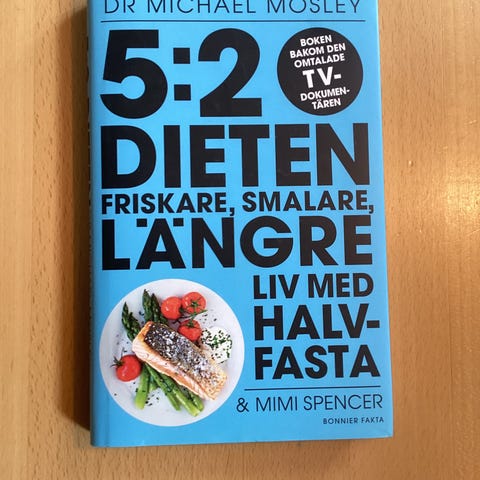 DR MICHAEL MOSLEY
5:2
BOKEN
BAKOM DEN
OMTALADE
TV-
DOKUMEN-
TÄREN
DIETEN
FRISKARE, SMALARE,
LÄNGRE
LIV MED
HALV-
FASTA
& MIMI SPENCER
BONNIER FAKTA